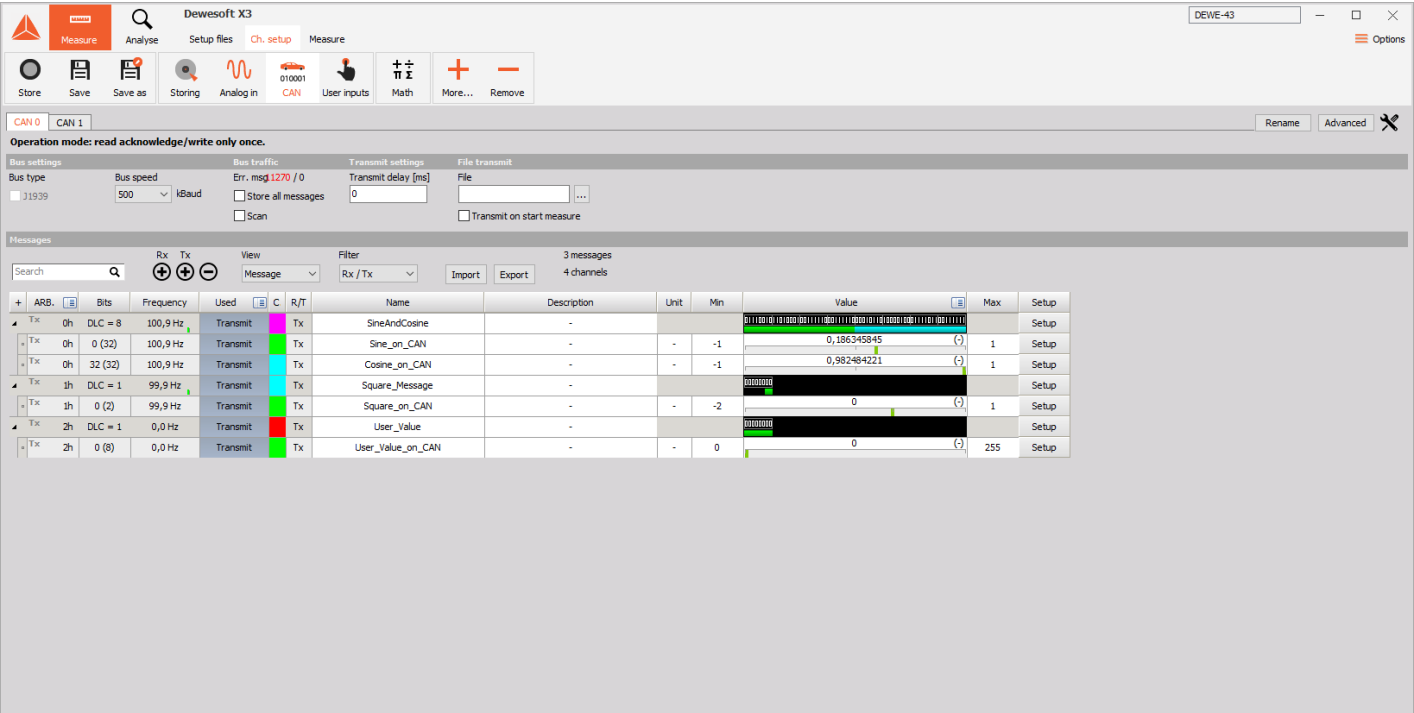 Dewesoft X3 DEWE-43
Measure Analyse Setup files Ch. setup Measure Options
010001
Store Save Save as Storing Analog in CAN User inputs Math More... Remove
CAN 0 CAN 1 Rename Advanced
Operation mode: read acknowledge/write only once.
Bus settings Bus traffic Transmit settings File transmit
Bus type Bus speed Err. msg 11270 / 0 Transmit delay [ms] File
J1939 500 kBaud Store all messages 0 ...
Scan Transmit on start measure
Messages
Rx Tx View Filter 3 messages
Search Message Rx / Tx Import Export 4 channels
+ ARB. Bits Frequency Used C R/T Name Description Unit Min Value Max Setup
Tx 0h DLC = 8 100,9 Hz Transmit Tx SineAndCosine - Setup
Tx 0h 0 (32) 100,9 Hz Transmit Tx Sine_on_CAN - - -1 0,186345845 (-) 1 Setup
Tx 0h 32 (32) 100,9 Hz Transmit Tx Cosine_on_CAN - - -1 0,982484221 (-) 1 Setup
Tx 1h DLC = 1 99,9 Hz Transmit Tx Square_Message - 00000000 Setup
Tx 1h 0 (2) 99,9 Hz Transmit Tx Square_on_CAN - - -2 0 (-) 1 Setup
Tx 2h DLC = 1 0,0 Hz Transmit Tx User_Value - 00000000 Setup
Tx 2h 0 (8) 0,0 Hz Transmit Tx User_Value_on_CAN - - 0 0 (-) 255 Setup